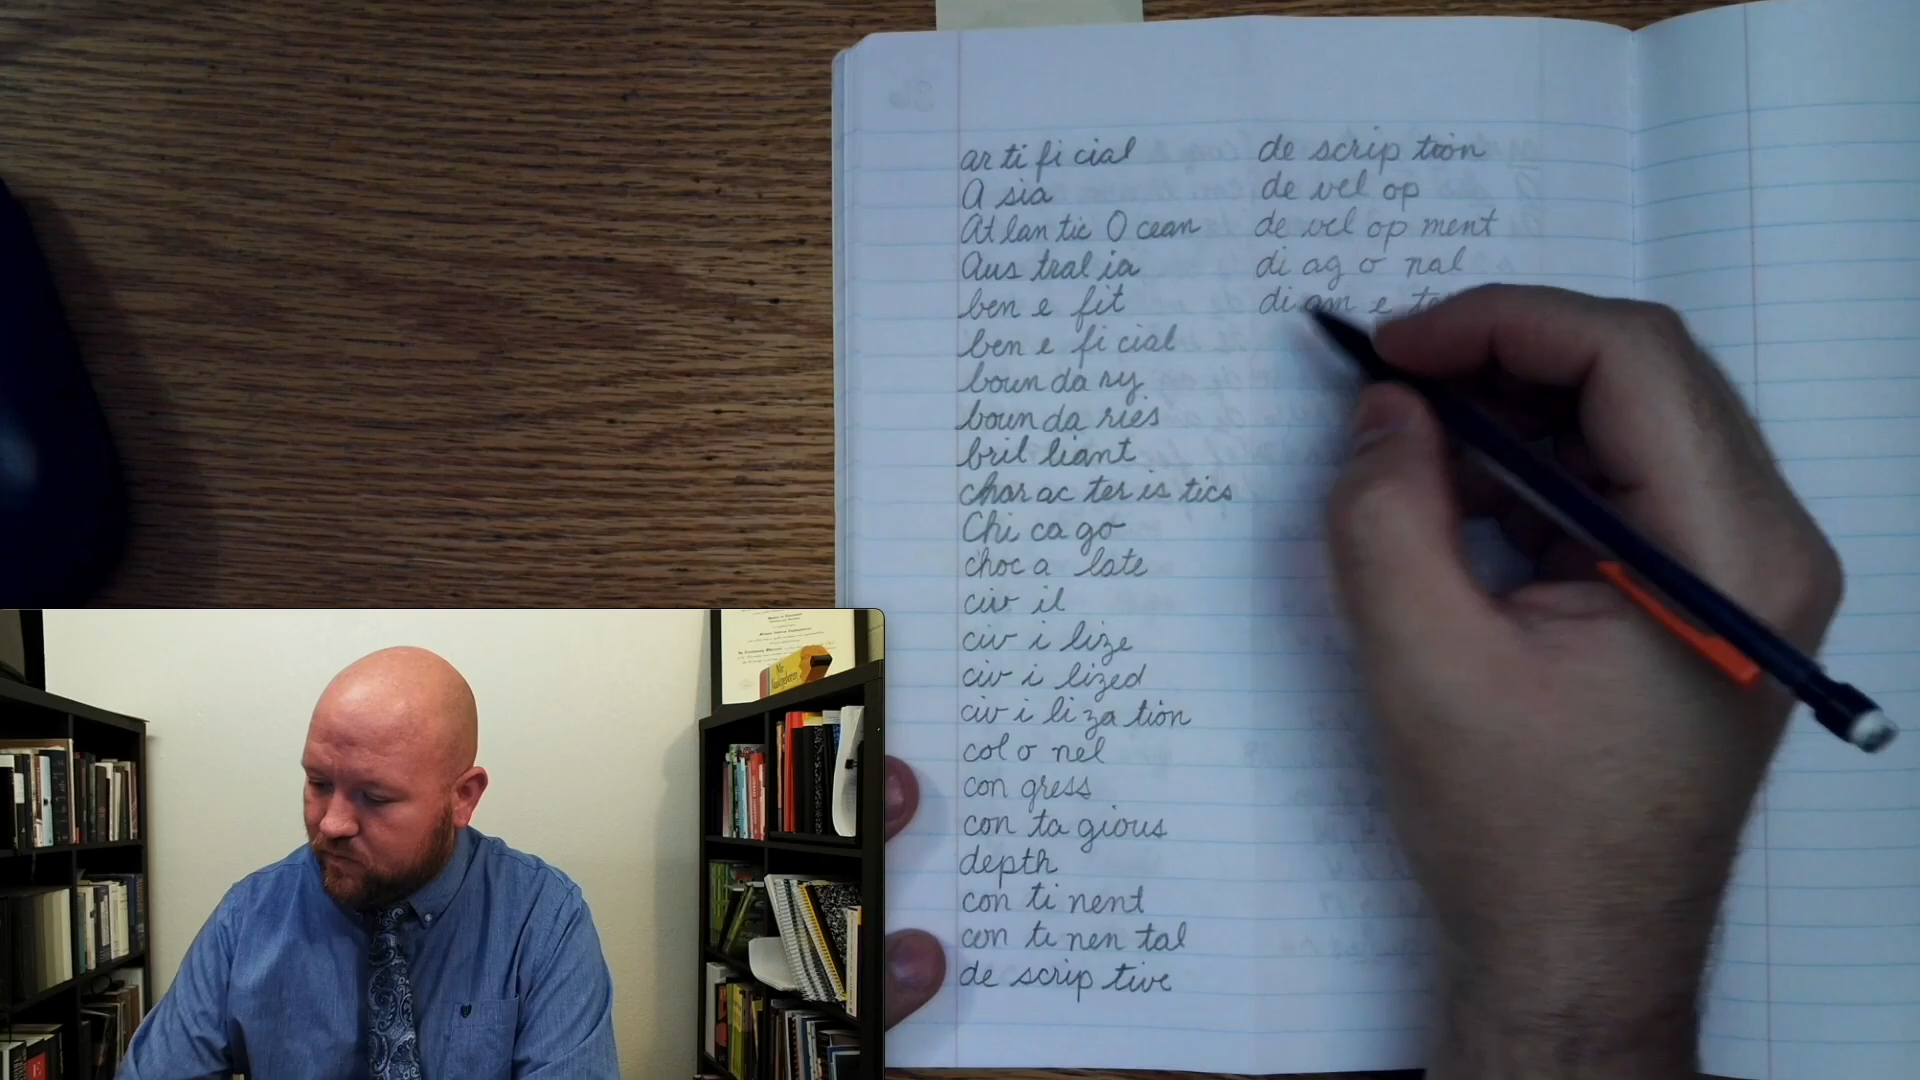 ar ti fi cial
A sia
At lan tic O cean
Aus tral ia
ben e fit
ben e fi cial
boun da ry
boun da ries
bril liant
char ac ter is tics
Chi ca go
choc a late
civ il
civ i lize
civ i lized
civ i li za tion
col o nel
con gress
con ta gious
depth
con ti nent
con ti nen tal
de scrip tive
de scrip tion
de vel op
de vel op ment
di ag o nal
di am e